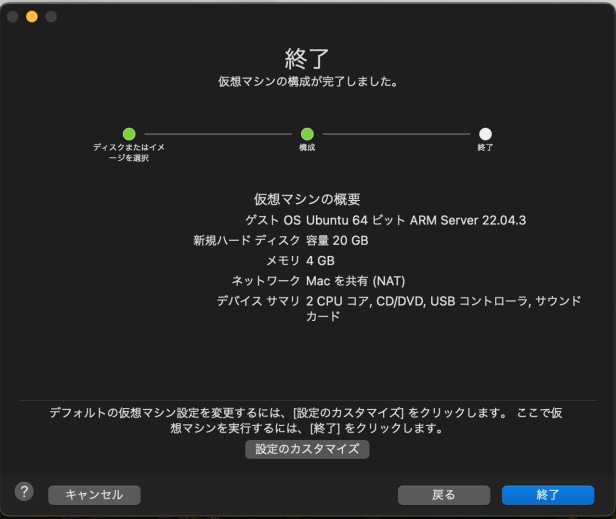 終了
仮想マシンの構成が完了しました。
ディスクまたはイメ
ージを選択
構成
終了
仮想マシンの概要
ゲスト OS Ubuntu 64 ビット ARM Server 22.04.3
新規ハード ディスク 容量 20 GB
メモリ 4 GB
ネットワーク Mac を共有 (NAT)
デバイス サマリ 2 CPU コア, CD/DVD, USB コントローラ, サウンド
カード
デフォルトの仮想マシン設定を変更するには、[設定のカスタマイズ] をクリックします。 ここで仮
想マシンを実行するには、[終了] をクリックします。
設定のカスタマイズ
? キャンセル 戻る 終了